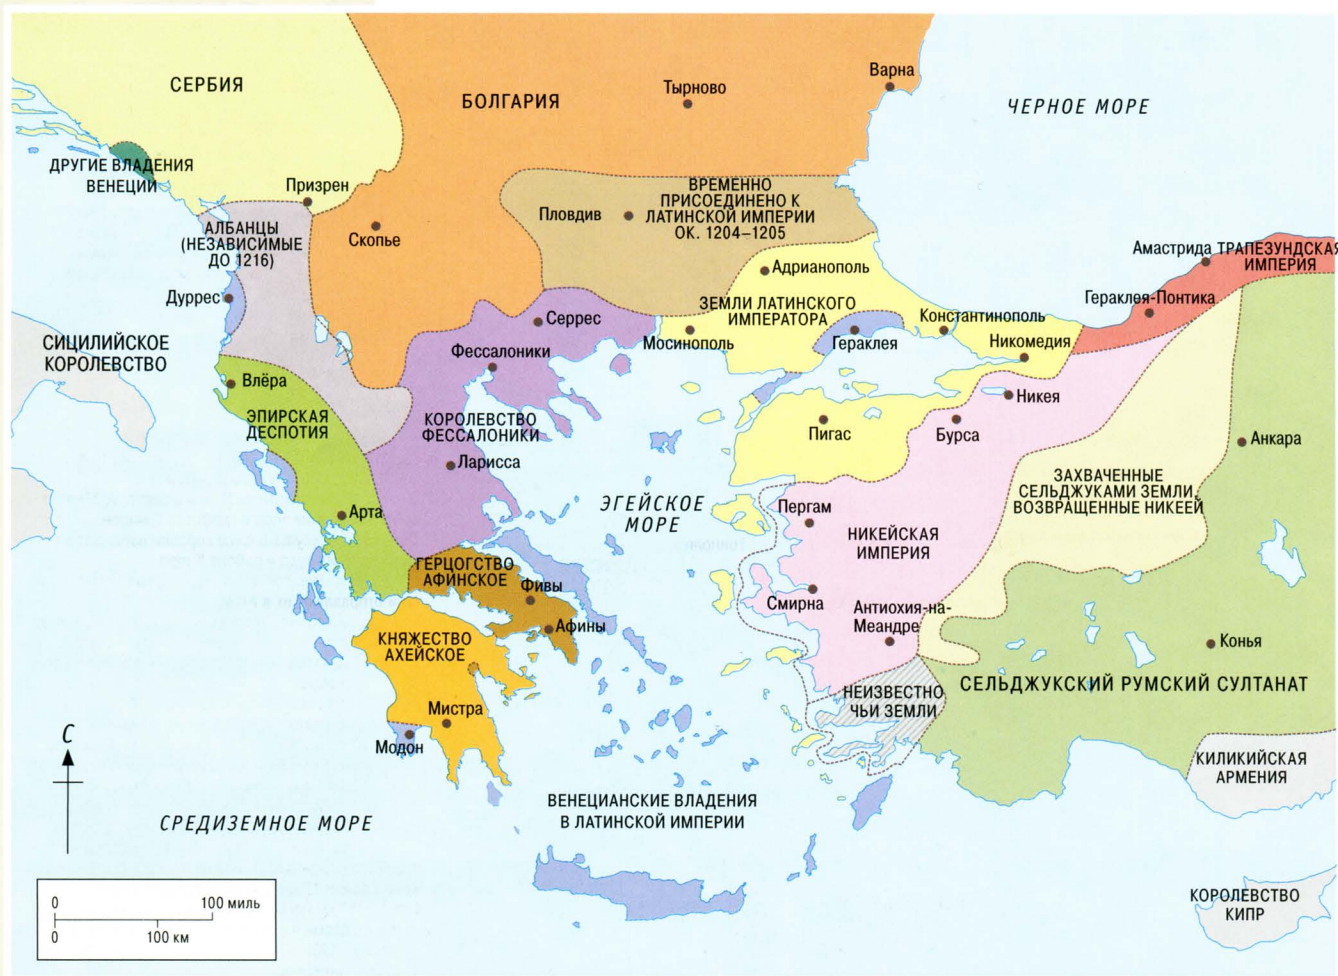 СЕРБИЯ
БОЛГАРИЯ
Тырново
Варна
ЧЕРНОЕ МОРЕ
ДРУГИЕ ВЛАДЕНИЯ
ВЕНЕЦИИ
Призрен
АЛБАНЦЫ
(НЕЗАВИСИМЫЕ
ДО 1216)
Скопье
Пловдив
ВРЕМЕННО
ПРИСОЕДИНЕНО К
ЛАТИНСКОЙ ИМПЕРИИ
ОК. 1204–1205
Амастрида
ТРАПЕЗУНДСКАЯ
ИМПЕРИЯ
Гераклея-Понтика
Адрианополь
Дуррес
ЗЕМЛИ ЛАТИНСКОГО
ИМПЕРАТОРА
Серрес
Мосинополь
Гераклея
Константинополь
Никомедия
СИЦИЛИЙСКОЕ
КОРОЛЕВСТВО
Фессалоники
Влёра
Никея
ЭПИРСКАЯ
ДЕСПОТИЯ
КОРОЛЕВСТВО
ФЕССАЛОНИКИ
Пигас
Бурса
Анкара
Ларисса
ЗАХВАЧЕННЫЕ
СЕЛЬДЖУКАМИ ЗЕМЛИ,
ВОЗВРАЩЕННЫЕ НИКЕЕЙ
Арта
ЭГЕЙСКОЕ
МОРЕ
Пергам
НИКЕЙСКАЯ
ИМПЕРИЯ
ГЕРЦОГСТВО
АФИНСКОЕ
Фивы
Афины
Смирна
Антиохия-на-
Меандре
КНЯЖЕСТВО
АХЕЙСКОЕ
Конья
СЕЛЬДЖУКСКИЙ РУМСКИЙ СУЛТАНАТ
НЕИЗВЕСТНО
ЧЬИ ЗЕМЛИ
Мистра
Модон
С
КИЛИКИЙСКАЯ
АРМЕНИЯ
СРЕДИЗЕМНОЕ МОРЕ
ВЕНЕЦИАНСКИЕ ВЛАДЕНИЯ
В ЛАТИНСКОЙ ИМПЕРИИ
КОРОЛЕВСТВО
КИПР
0 100 миль
0 100 км